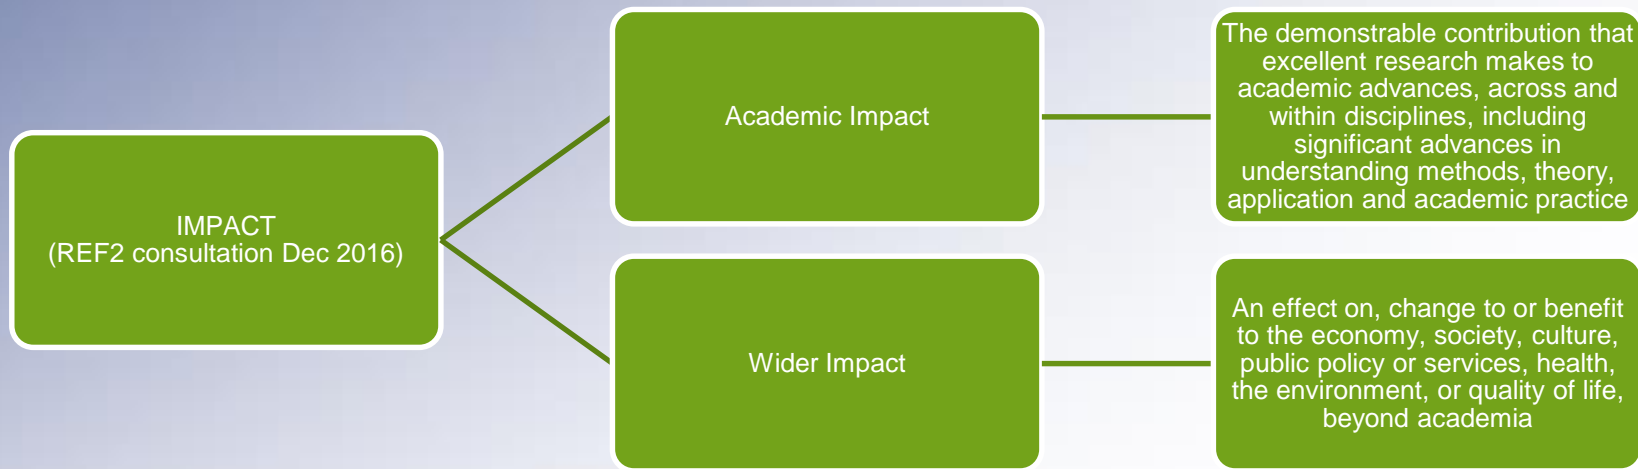 IMPACT
(REF2 consultation Dec 2016)
Academic Impact
The demonstrable contribution that
excellent research makes to
academic advances, across and
within disciplines, including
significant advances in
understanding methods, theory,
application and academic practice
Wider Impact
An effect on, change to or benefit
to the economy, society, culture,
public policy or services, health,
the environment, or quality of life,
beyond academia